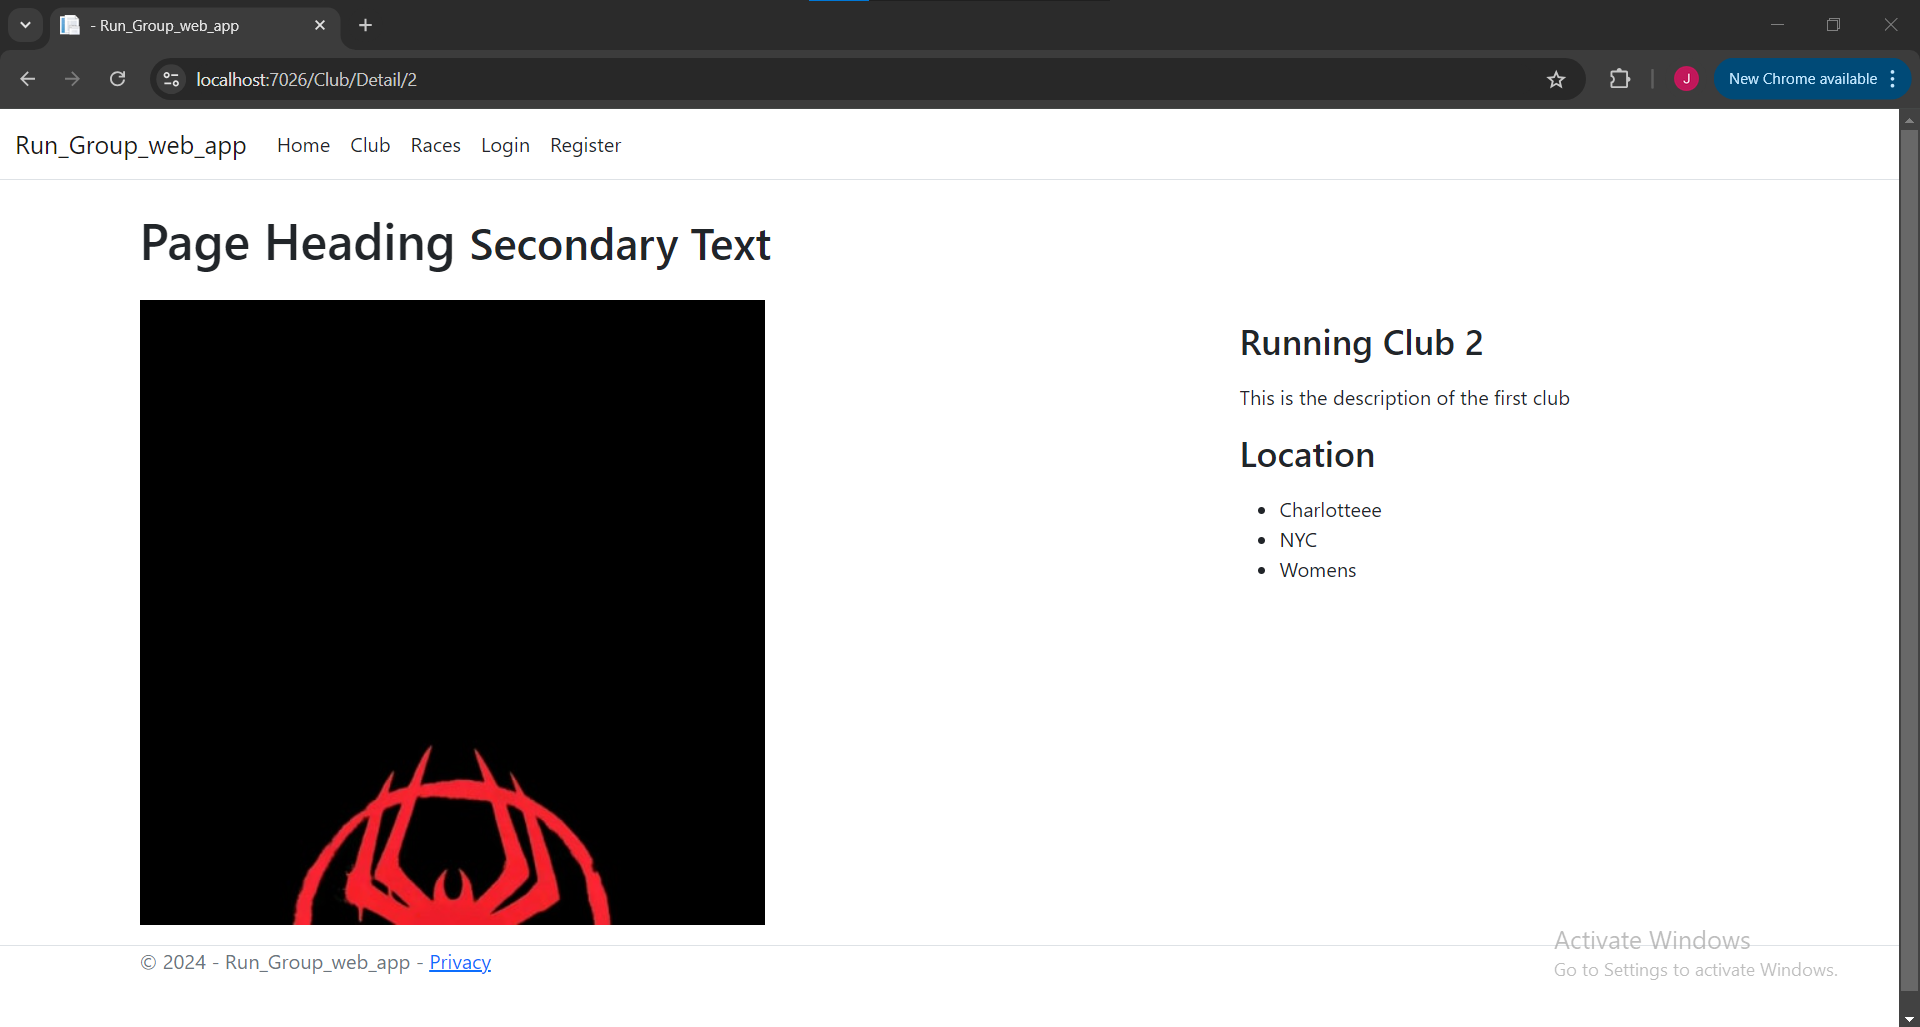 - Run_Group_web_app
localhost:7026/Club/Detail/2
J
New Chrome available
Run_Group_web_app Home Club Races Login Register
Page Heading Secondary Text
Running Club 2
This is the description of the first club
Location
Charlotteee
NYC
Womens
Activate Windows
Go to Settings to activate Windows.
© 2024 - Run_Group_web_app - Privacy